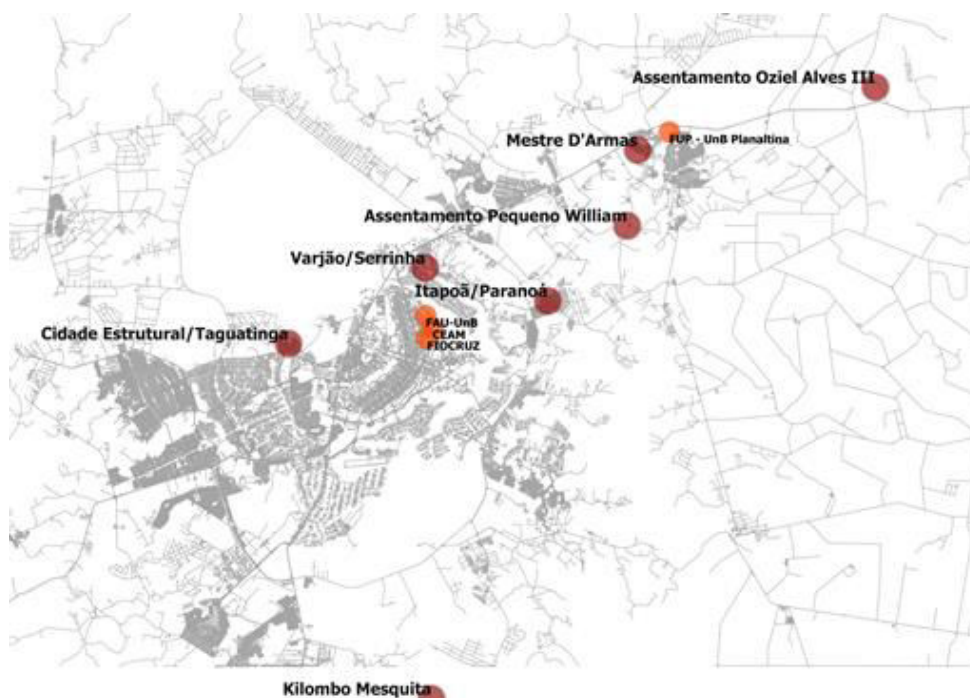 Assentamento Oziel Alves III
FUP - UnB Planaltina
Mestre D'Armas
Assentamento Pequeno William
Varjão/Serrinha
Itapoã/Paranoá
FAU-UnB
CEAM
FIOCRUZ
Cidade Estrutural/Taguatinga
Kilombo Mesquita